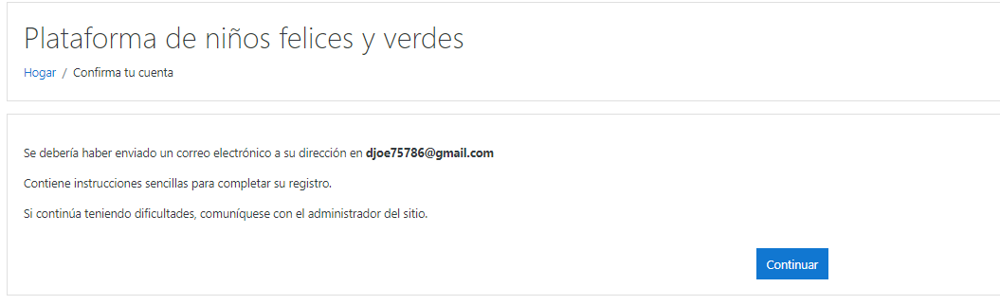 Plataforma de niños felices y verdes
Hogar / Confirma tu cuenta
Se debería haber enviado un correo electrónico a su dirección en djoe75786@gmail.com
Contiene instrucciones sencillas para completar su registro.
Si continúa teniendo dificultades, comuníquese con el administrador del sitio.
Continuar